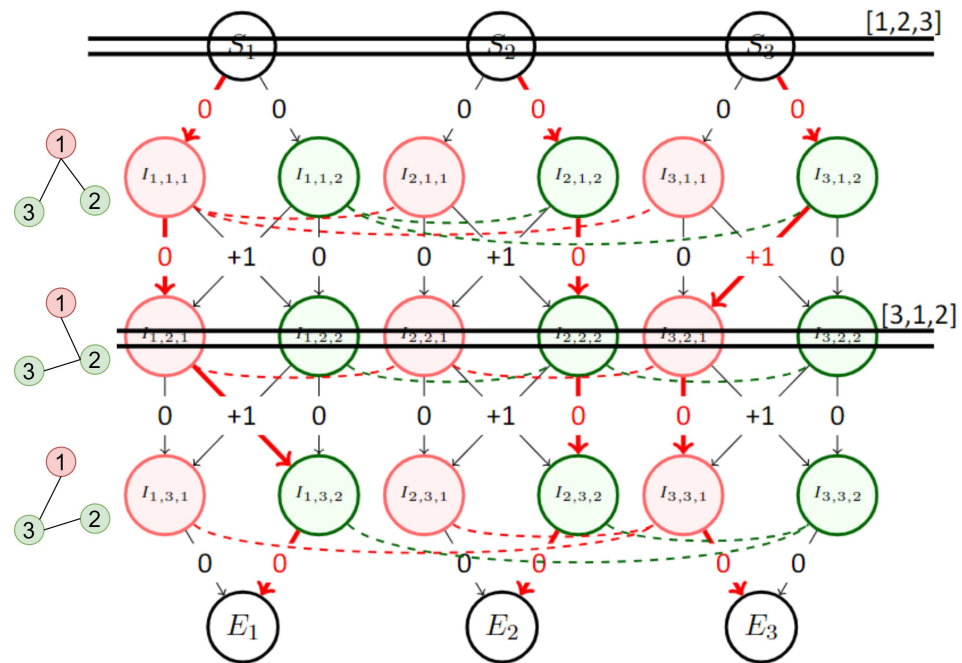 [1,2,3]
S₁ S₂ S₃
0 0 0 0 0 0
1
3 2
I₁,₁,₁ I₁,₁,₂ I₂,₁,₁ I₂,₁,₂ I₃,₁,₁ I₃,₁,₂
0 +1 0 0 +1 0 0 +1 0
1
3 2
[3,1,2]
I₁,₂,₁ I₁,₂,₂ I₂,₂,₁ I₂,₂,₂ I₃,₂,₁ I₃,₂,₂
0 +1 0 0 +1 0 0 +1 0
1
3 2
I₁,₃,₁ I₁,₃,₂ I₂,₃,₁ I₂,₃,₂ I₃,₃,₁ I₃,₃,₂
0 0 0 0 0 0
E₁ E₂ E₃